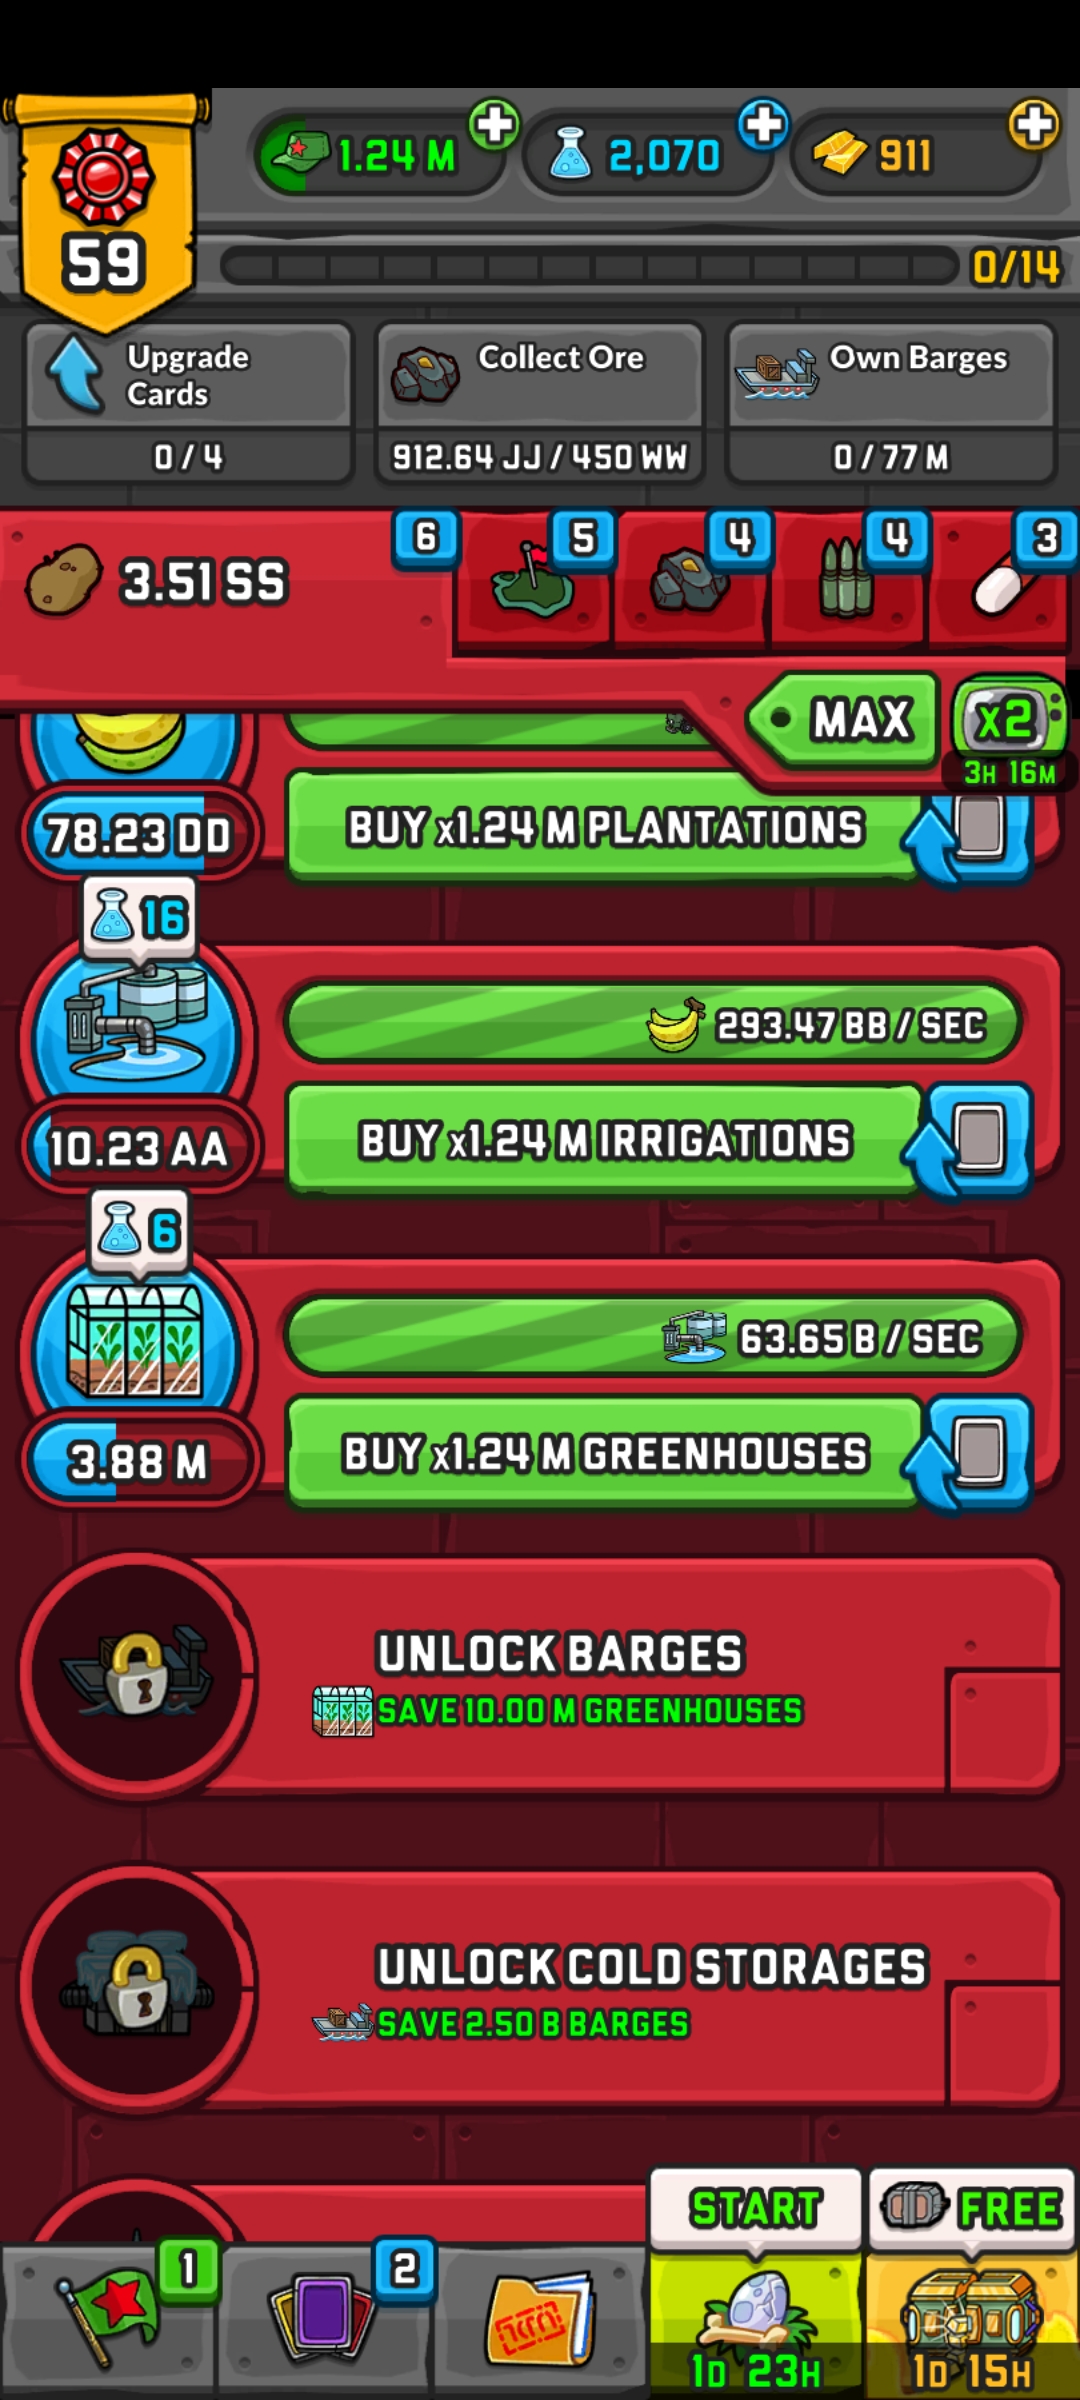 1.24 M
2,070
911
59
0/14
Upgrade
Cards
0 / 4
Collect Ore
912.64 JJ / 450 WW
Own Barges
0 / 77 M
3.51 SS
6
5
4
4
3
MAX
x2
3H 16M
78.23 DD
BUY x1.24 M PLANTATIONS
16
293.47 BB / SEC
10.23 AA
BUY x1.24 M IRRIGATIONS
6
63.65 B / SEC
3.88 M
BUY x1.24 M GREENHOUSES
UNLOCK BARGES
SAVE 10.00 M GREENHOUSES
UNLOCK COLD STORAGES
SAVE 2.50 B BARGES
START
FREE
1
2
1D 23H
1D 15H